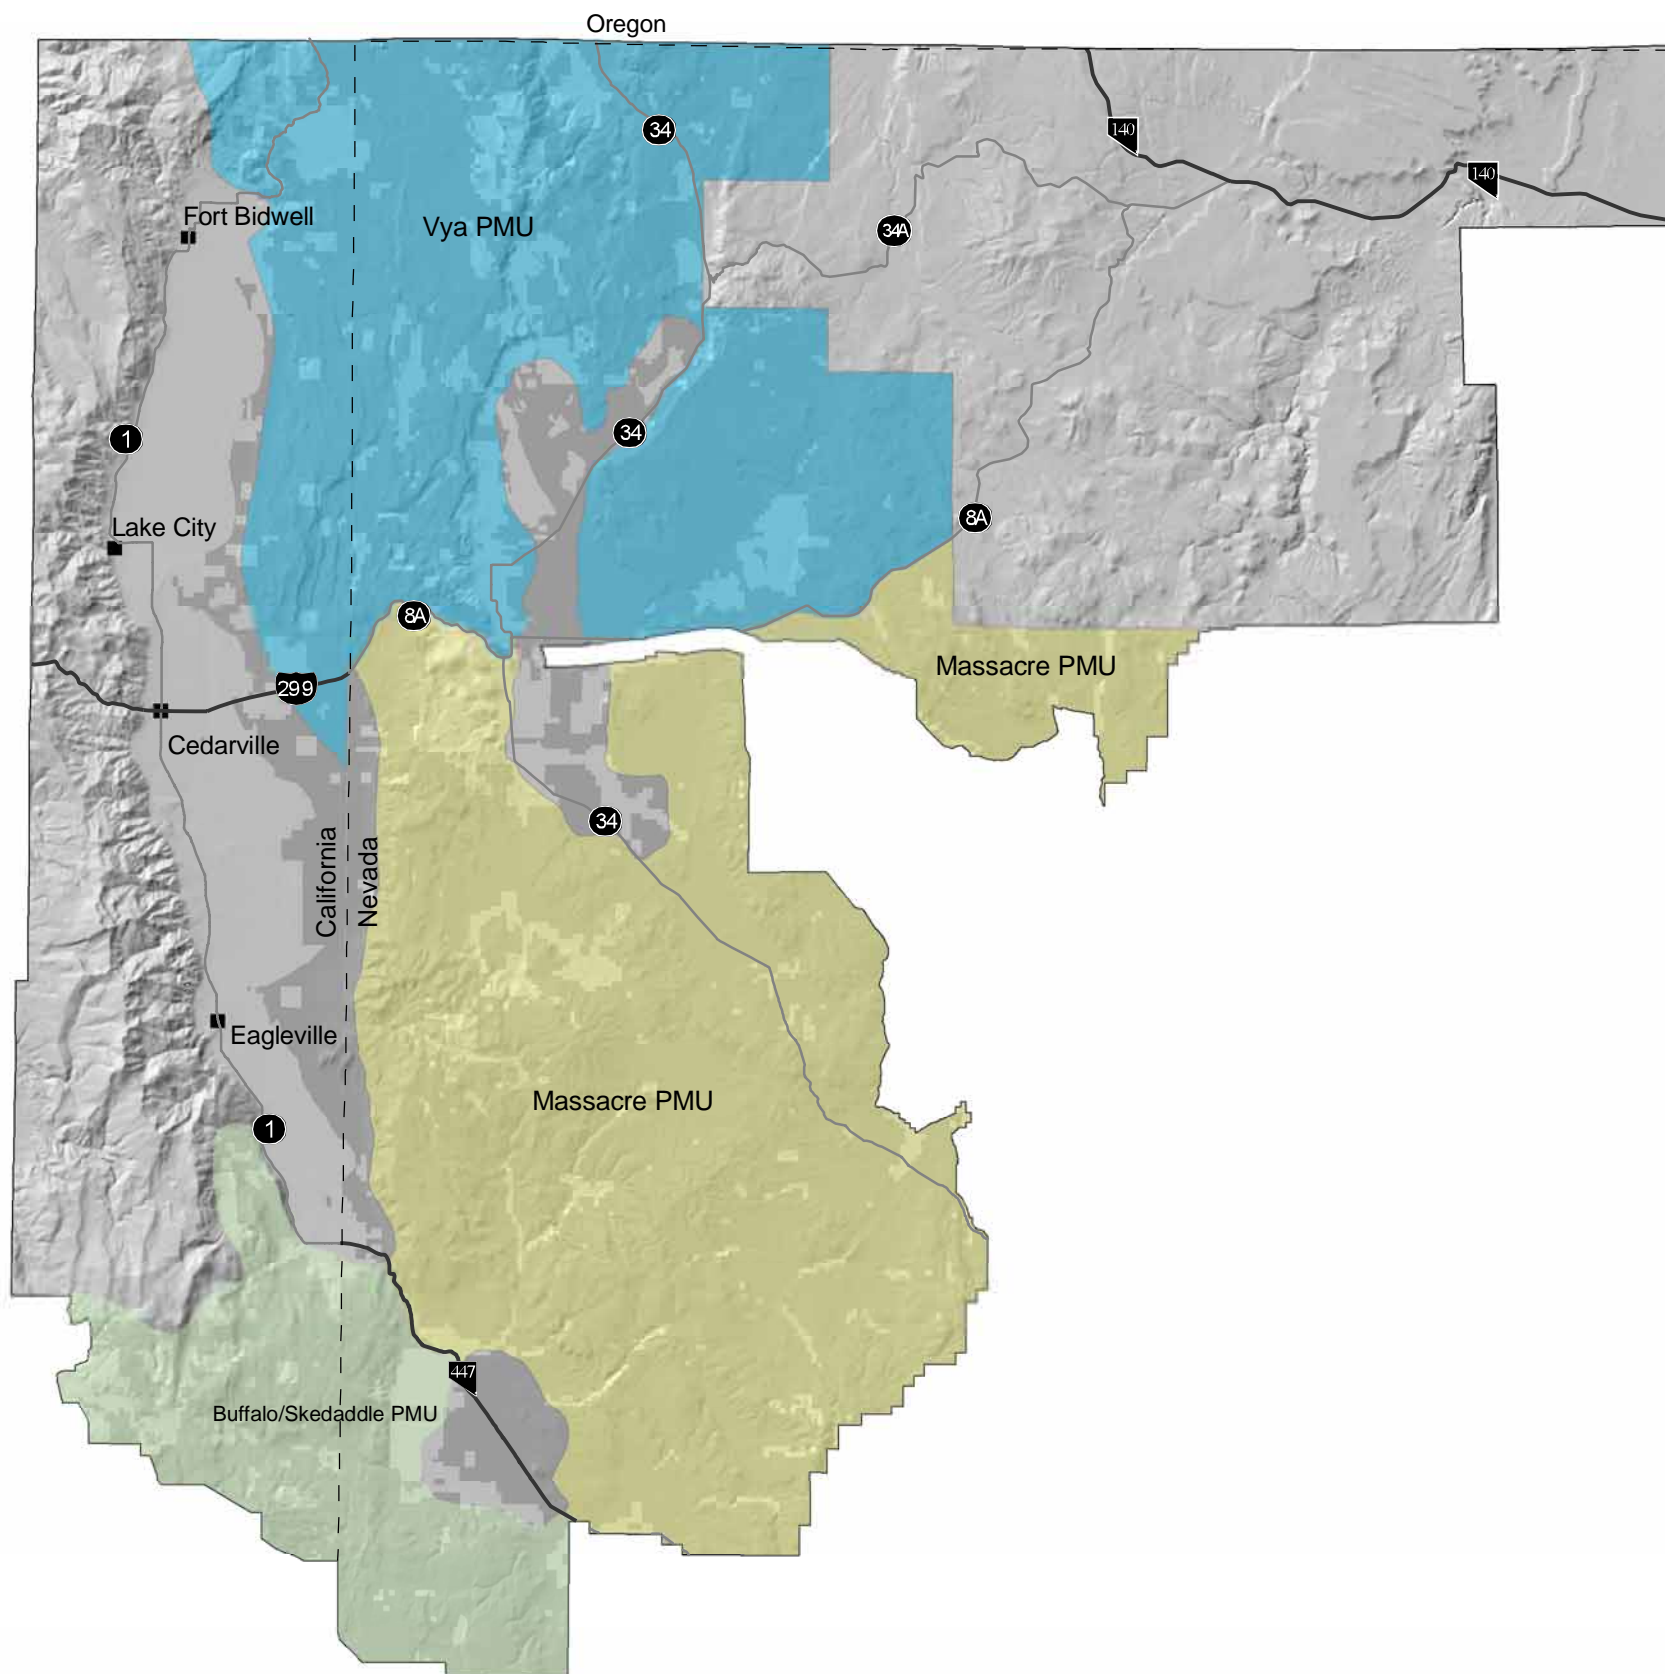 Oregon
34
140
140
Fort Bidwell
Vya PMU
34A
1
34
Lake City
8A
8A
Massacre PMU
299
Cedarville
34
California
Nevada
Eagleville
Massacre PMU
1
447
Buffalo/Skedaddle PMU